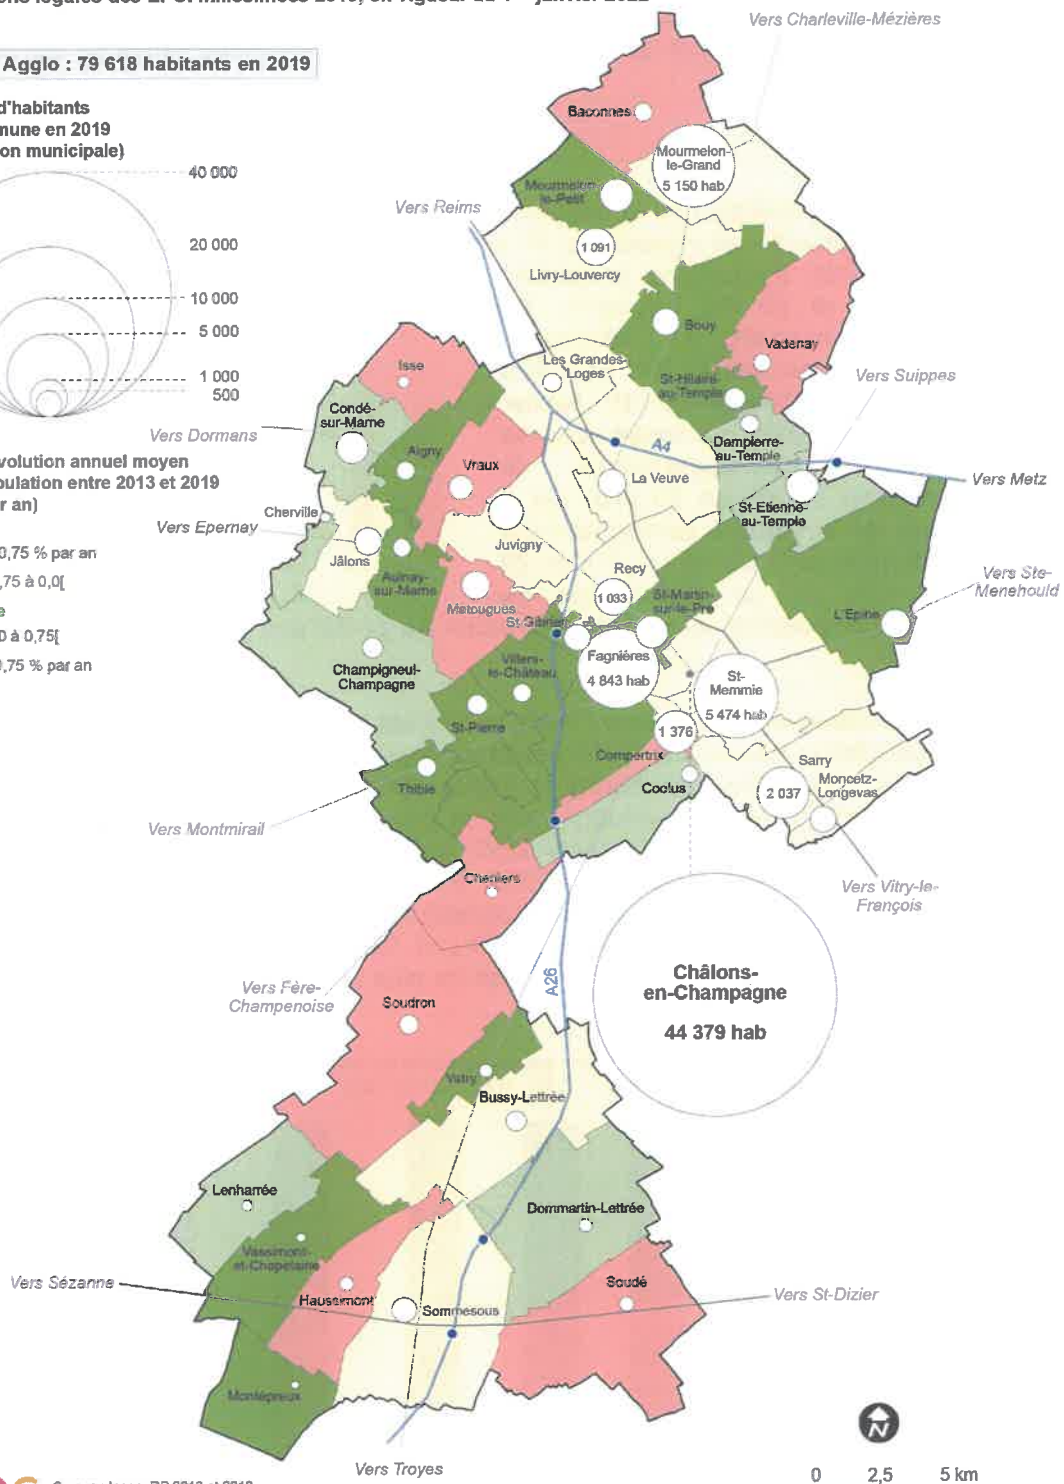 Agglo : 79 618 habitants en 2019
d'habitants
mune en 2019
on municipale)
40 000
20 000
10 000
5 000
1 000
500
volution annuel moyen
pulation entre 2013 et 2019
r an)
0,75 % par an
,75 à 0,0[
e
0 à 0,75[
,75 % par an
Vers Charleville-Mézières
Baconnes
Mourmelon-
le-Grand
5 150 hab
Mourmelon-
le-Petit
Vers Reims
1 091
Livry-Louvercy
Bouy
Vadenay
Les Grandes-
Loges
Isse
St-Hilaire-
au-Temple
Vers Suippes
Condé-
sur-Marne
Vers Dormans
Dampierre-
au-Temple
A4
Aigny
Vraux
La Veuve
Vers Metz
St-Etienne-
au-Temple
Cherville
Vers Epernay
Juvigny
Jâlons
Recy
1 033
Aulnay-
sur-Marne
Matougues
St-Martin-
sur-le-Pré
Vers Ste-
Menehould
L'Epine
St-Gibrien
Fagnières
4 843 hab
Villers-
le-Château
Champigneul-
Champagne
St-
Memmie
5 474 hab
St-Pierre
1 376
Compertrix
Sarry
Moncetz-
Longevas
2 037
Coolus
Thibie
Vers Montmirail
Cheniers
Vers Vitry-le-
François
Châlons-
en-Champagne
44 379 hab
A26
Vers Fère-
Champenoise
Soudron
Vatry
Bussy-Lettrée
Lenharrée
Dommartin-Lettrée
Vassimont-
et-Chapelaine
Vers Sézanne
Haussimont
Sommesous
Soudé
Vers St-Dizier
Montépreux
N
Vers Troyes
0 2,5 5 km